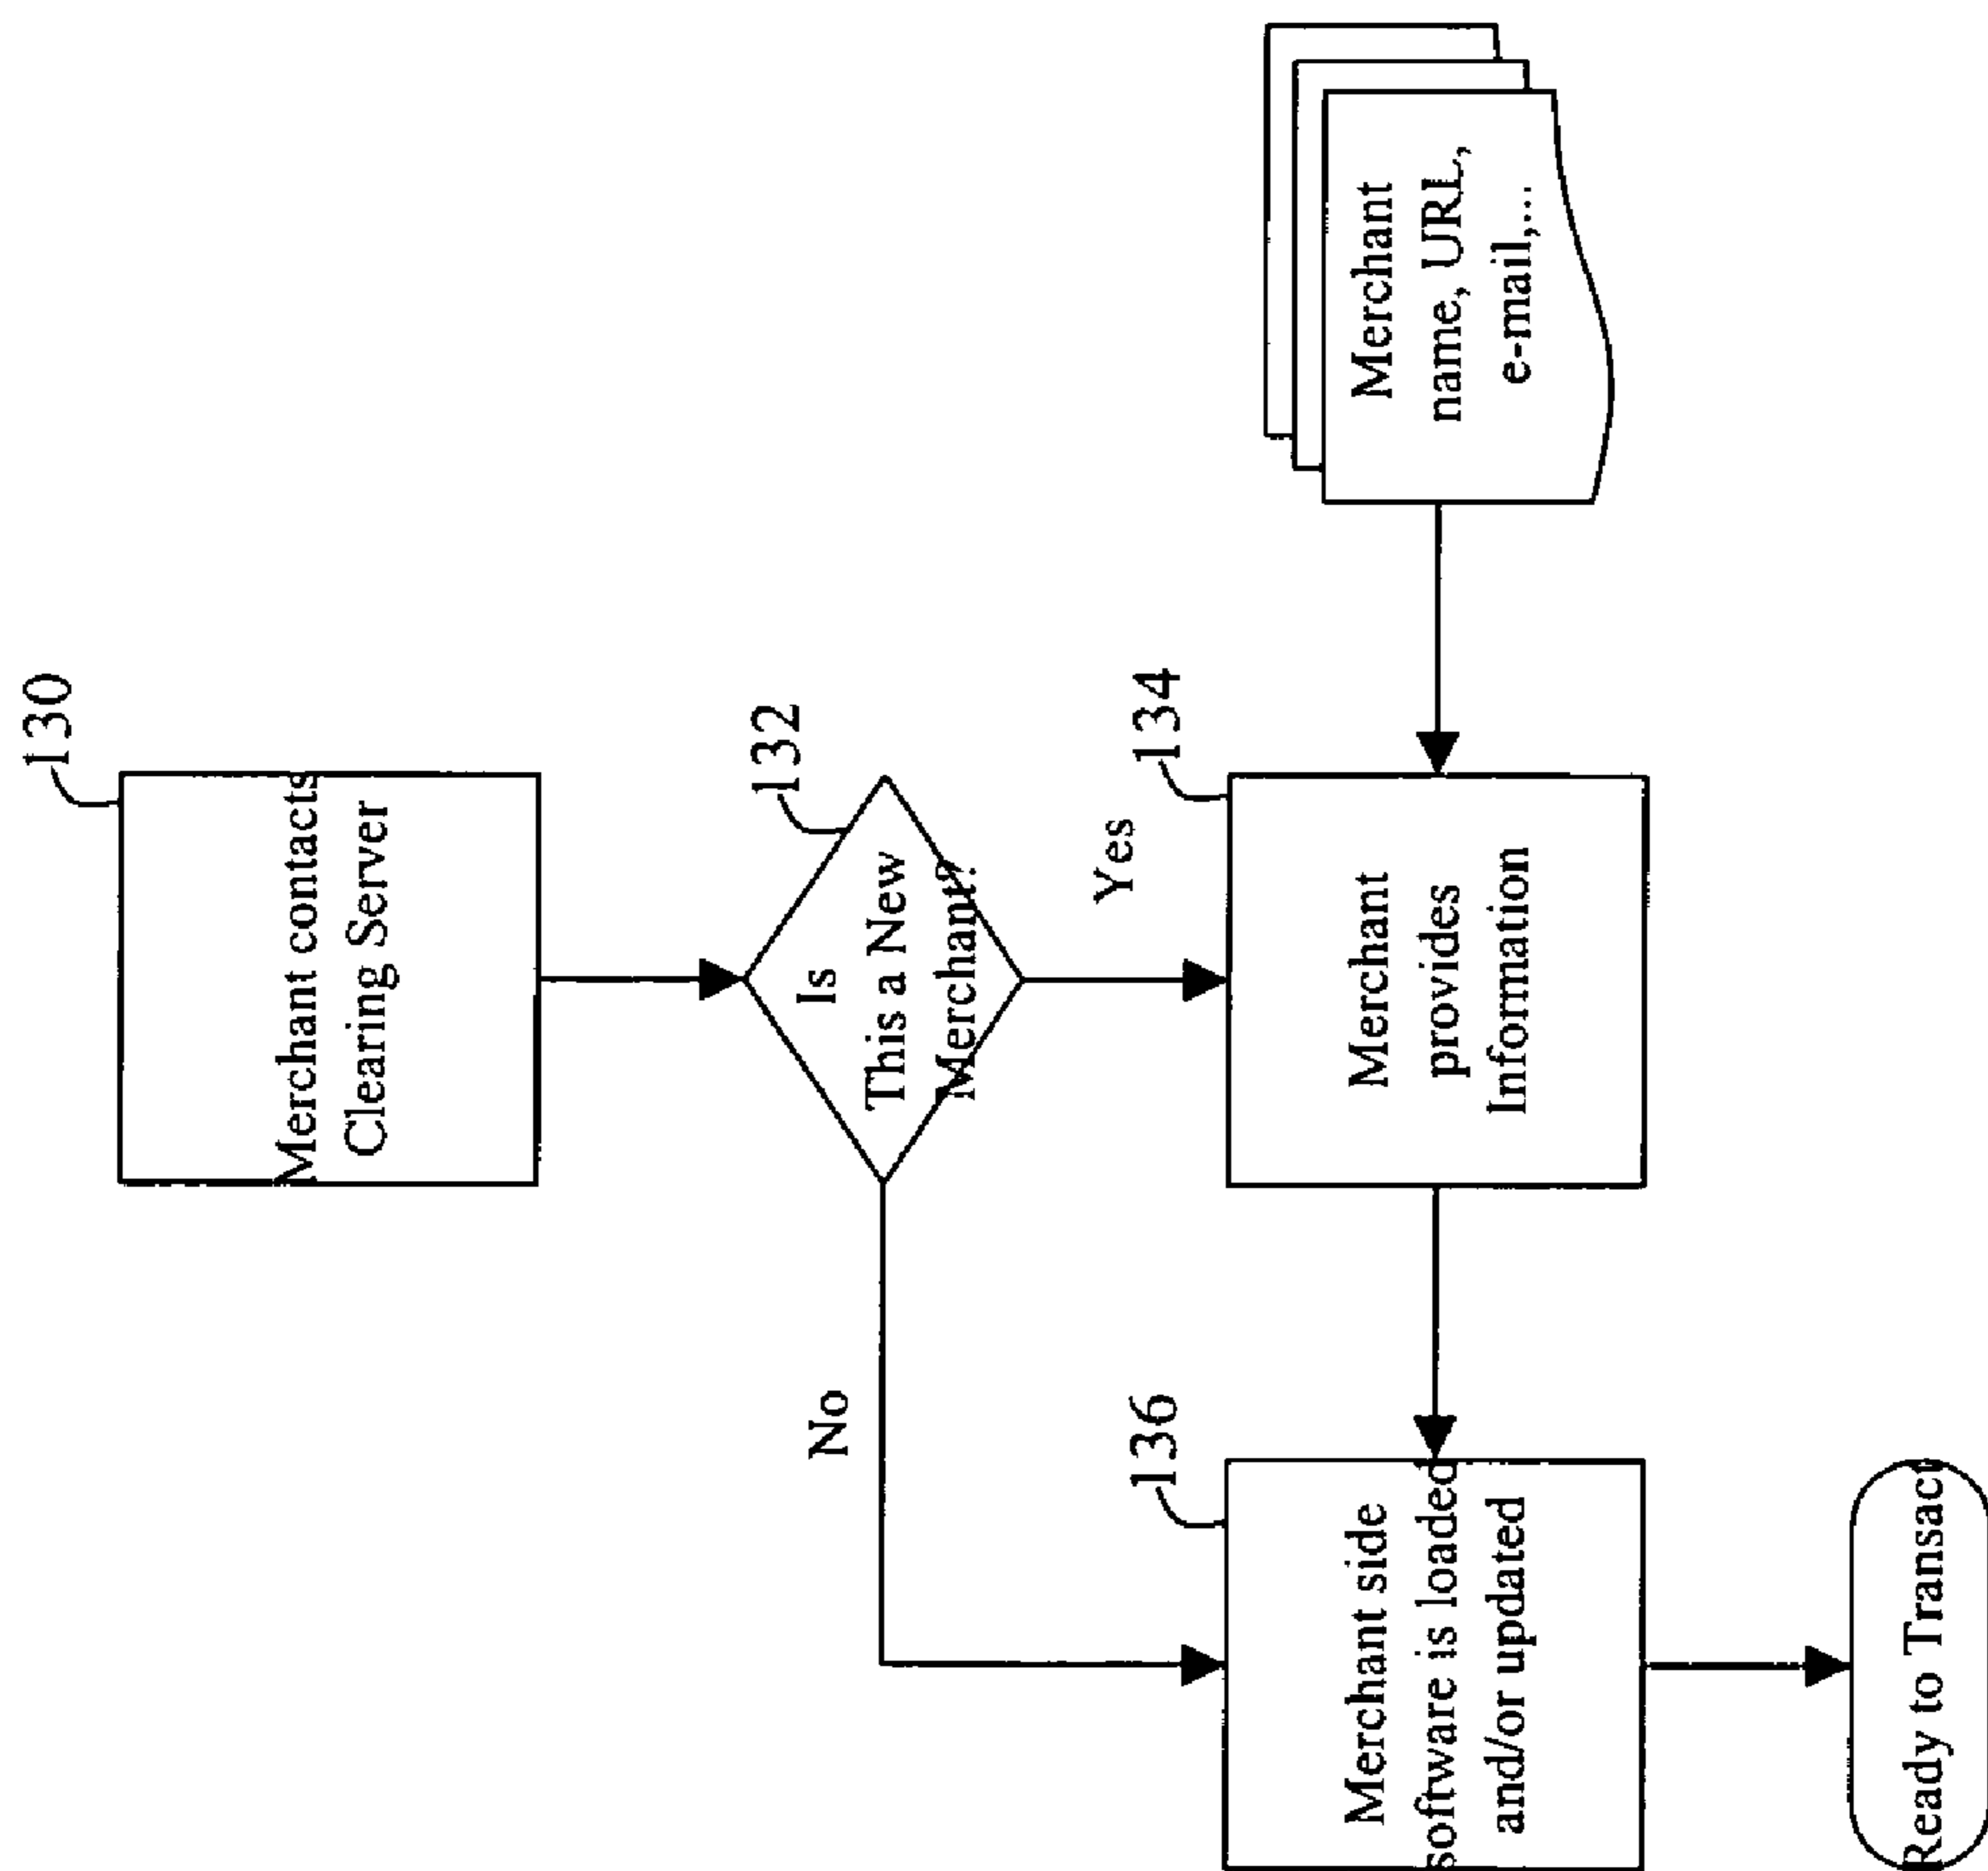 130
Merchant contacts
Clearing Server
132
Is
This a New
Merchant?
Yes
No
134
Merchant
provides
Information
Merchant
name, URL,
e-mail,...
136
Merchant side
software is loaded
and/or updated
Ready to Transact